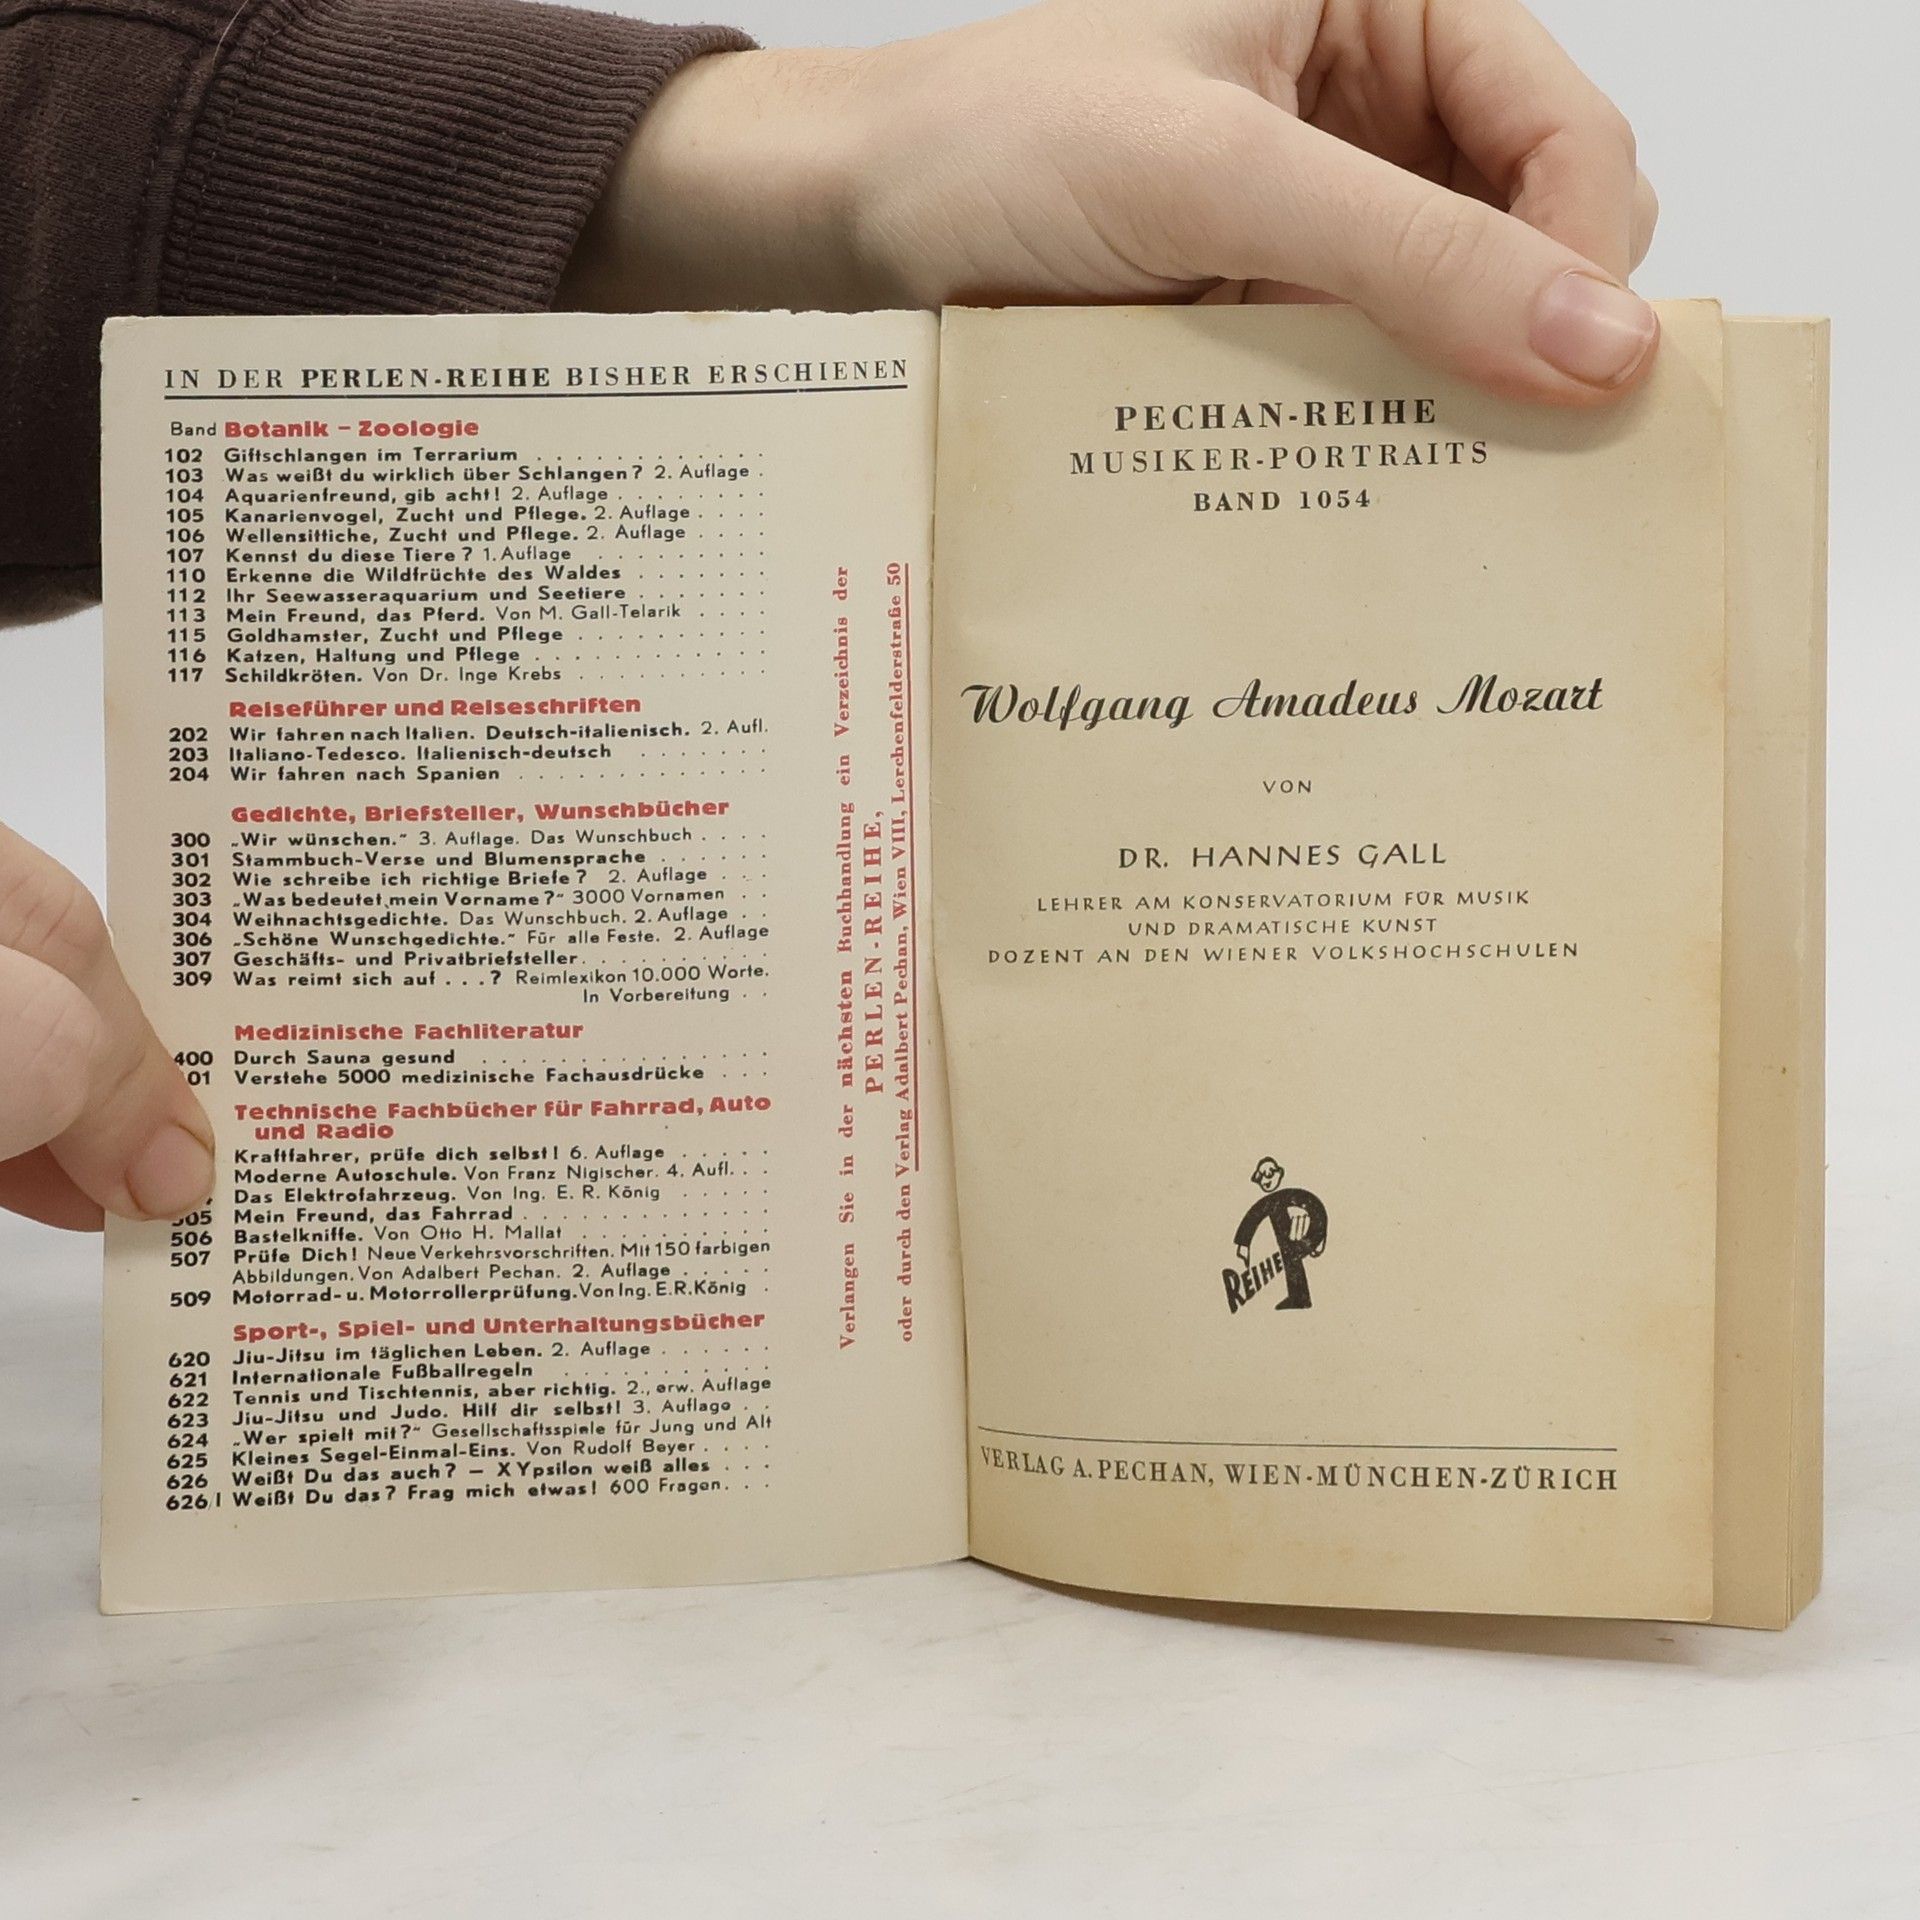 IN DER PERLEN-REIHE BISHER ERSCHIENEN
Band Botanik – Zoologie
102 Giftschlangen im Terrarium . . . . . . . . . . . .
103 Was weißt du wirklich über Schlangen? 2. Auflage .
104 Aquarienfreund, gib acht! 2. Auflage . . . . . . . .
105 Kanarienvogel, Zucht und Pflege. 2. Auflage . . . .
106 Wellensittiche, Zucht und Pflege. 2. Auflage . . . .
107 Kennst du diese Tiere? 1. Auflage . . . . . . . . .
110 Erkenne die Wildfrüchte des Waldes . . . . . . .
112 Ihr Seewasseraquarium und Seetiere . . . . . . .
113 Mein Freund, das Pferd. Von M. Gall-Telarik . . . .
115 Goldhamster, Zucht und Pflege . . . . . . . . . .
116 Katzen, Haltung und Pflege . . . . . . . . . . . .
117 Schildkröten. Von Dr. Inge Krebs . . . . . . . . . .
Reiseführer und Reiseschriften
202 Wir fahren nach Italien. Deutsch-italienisch. 2. Aufl.
203 Italiano-Tedesco. Italienisch-deutsch . . . . . . .
204 Wir fahren nach Spanien . . . . . . . . . . . . .
Gedichte, Briefsteller, Wunschbücher
300 „Wir wünschen.“ 3. Auflage. Das Wunschbuch . . . .
301 Stammbuch-Verse und Blumensprache . . . . . .
302 Wie schreibe ich richtige Briefe? 2. Auflage . . .
303 „Was bedeutet mein Vorname?“ 3000 Vornamen . .
304 Weihnachtsgedichte. Das Wunschbuch. 2. Auflage . .
306 „Schöne Wunschgedichte.“ Für alle Feste. 2. Auflage
307 Geschäfts- und Privatbriefsteller . . . . . . . . . .
309 Was reimt sich auf . . . ? Reimlexikon 10.000 Worte.
In Vorbereitung . .
Medizinische Fachliteratur
400 Durch Sauna gesund . . . . . . . . . . . . . . .
01 Verstehe 5000 medizinische Fachausdrücke . . .
Technische Fachbücher für Fahrrad, Auto
und Radio
Kraftfahrer, prüfe dich selbst! 6. Auflage . . . . .
Moderne Autoschule. Von Franz Nigischer. 4. Aufl. . .
Das Elektrofahrzeug. Von Ing. E. R. König . . . . .
505 Mein Freund, das Fahrrad . . . . . . . . . . . . .
506 Bastelkniffe. Von Otto H. Mallat . . . . . . . . . .
507 Prüfe Dich! Neue Verkehrsvorschriften. Mit 150 farbigen
Abbildungen. Von Adalbert Pechan. 2. Auflage . . . . .
509 Motorrad- u. Motorrollerprüfung. Von Ing. E. R. König .
Sport-, Spiel- und Unterhaltungsbücher
620 Jiu-Jitsu im täglichen Leben. 2. Auflage . . . . . .
621 Internationale Fußballregeln . . . . . . . . . . .
622 Tennis und Tischtennis, aber richtig. 2., erw. Auflage
623 Jiu-Jitsu und Judo. Hilf dir selbst! 3. Auflage . .
624 „Wer spielt mit?“ Gesellschaftsspiele für Jung und Alt
625 Kleines Segel-Einmal-Eins. Von Rudolf Beyer . . . .
626 Weißt Du das auch? — X Ypsilon weiß alles . . .
626/I Weißt Du das? Frag mich etwas! 600 Fragen . . .
Verlangen Sie in der nächsten Buchhandlung ein Verzeichnis der
PERLEN-REIHE,
oder durch den Verlag Adalbert Pechan, Wien VIII, Lerchenfelderstraße 50
PECHAN-REIHE
MUSIKER-PORTRAITS
BAND 1054
Wolfgang Amadeus Mozart
VON
DR. HANNES GALL
LEHRER AM KONSERVATORIUM FÜR MUSIK
UND DRAMATISCHE KUNST
DOZENT AN DEN WIENER VOLKSHOCHSCHULEN
P
REIHE
VERLAG A. PECHAN, WIEN-MÜNCHEN-ZÜRICH